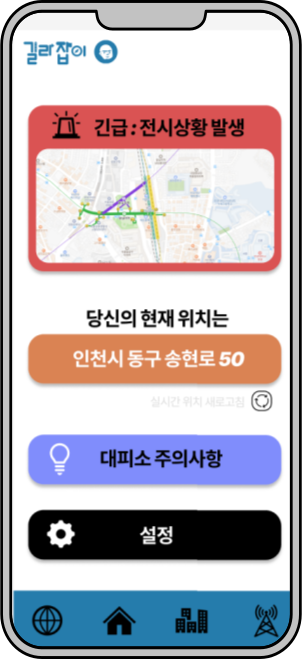 길라잡이
긴급 : 전시상황 발생
당신의 현재 위치는
인천시 동구 송현로 50
실시간 위치 새로고침
대피소 주의사항
설정